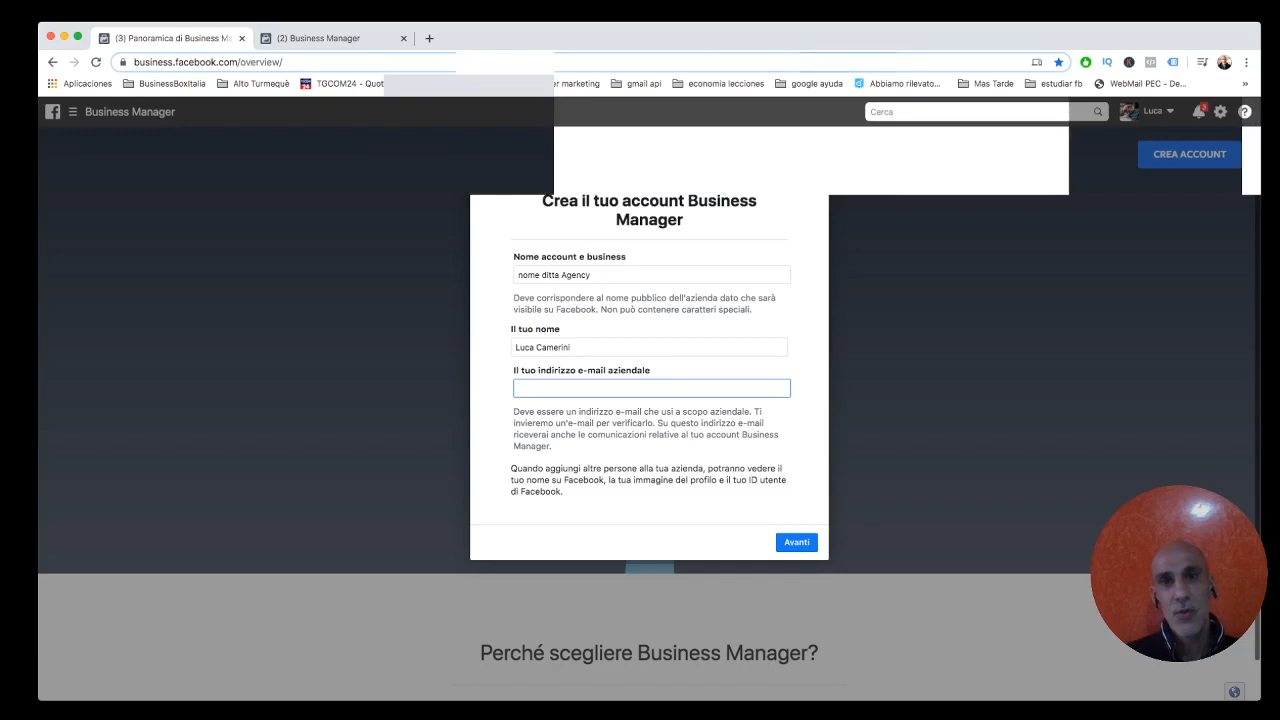 (3) Panoramica di Business Ma
(2) Business Manager
business.facebook.com/overview/
Aplicaciones
BusinessBoxItalia
Alto Turmequè
TGCOM24 - Quot
er marketing
gmail api
economia lecciones
google ayuda
Abbiamo rilevato...
Mas Tarde
estudiar fb
WebMail PEC - De...
»
Business Manager
Cerca
Luca
CREA ACCOUNT
Crea il tuo account Business
Manager
Nome account e business
nome ditta Agency
Deve corrispondere al nome pubblico dell'azienda dato che sarà
visibile su Facebook. Non può contenere caratteri speciali.
Il tuo nome
Luca Camerini
Il tuo indirizzo e-mail aziendale
Deve essere un indirizzo e-mail che usi a scopo aziendale. Ti
invieremo un'e-mail per verificarlo. Su questo indirizzo e-mail
riceverai anche le comunicazioni relative al tuo account Business
Manager.
Quando aggiungi altre persone alla tua azienda, potranno vedere il
tuo nome su Facebook, la tua immagine del profilo e il tuo ID utente
di Facebook.
Avanti
Perché scegliere Business Manager?